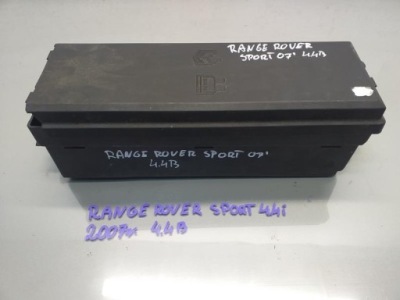 RANGE ROVER
SPORT 07' 4.4B
RANGE ROVER SPORT 07'
4.4B
RANGE ROVER SPORT 4.4i
2007м 4.4B